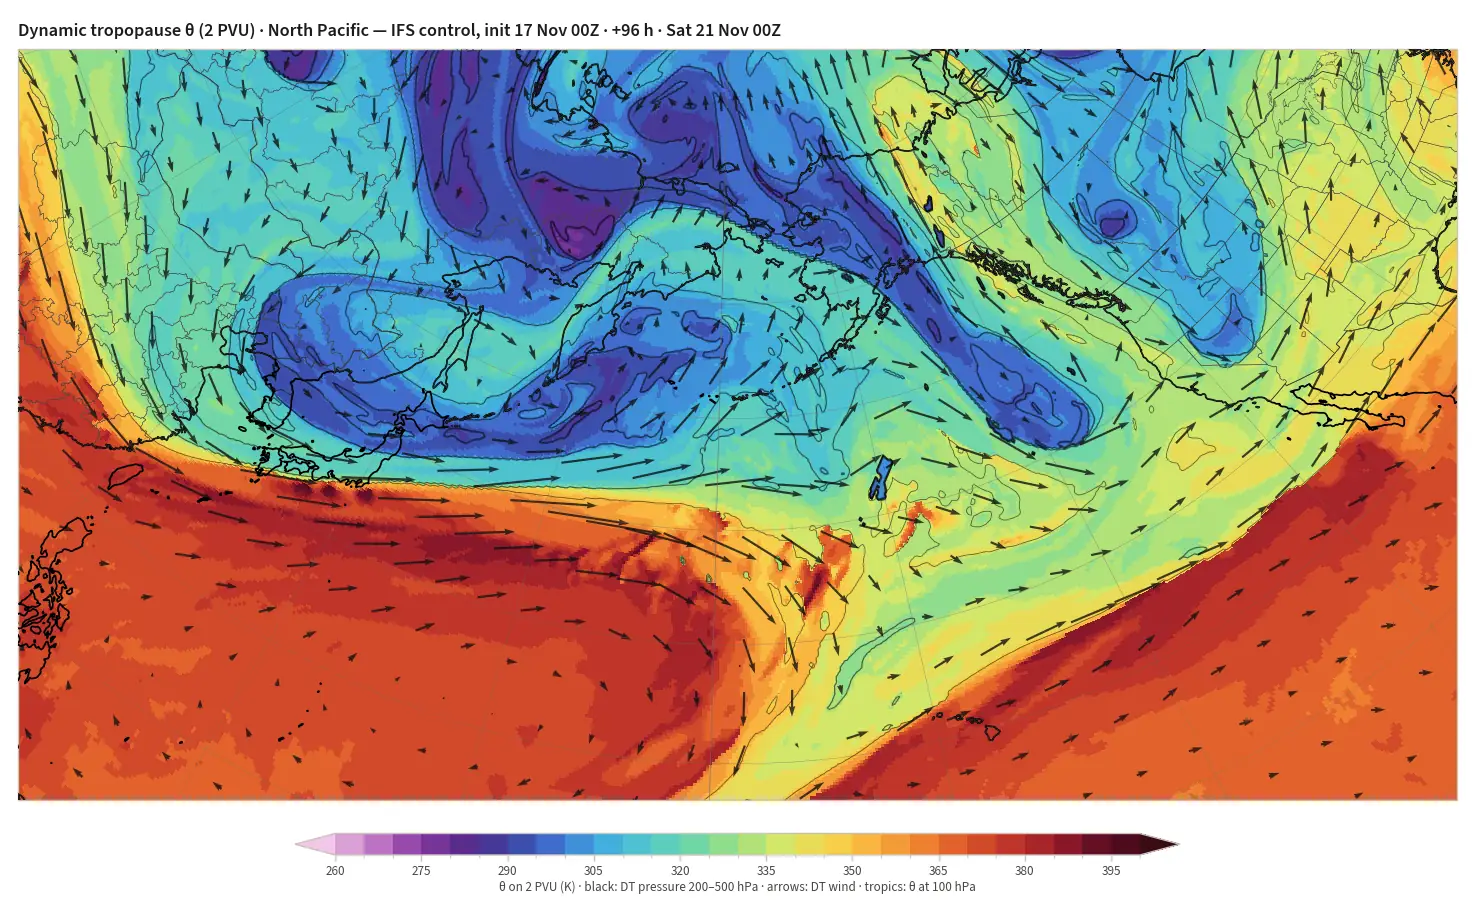 Dynamic tropopause θ (2 PVU) · North Pacific — IFS control, init 17 Nov 00Z · +96 h · Sat 21 Nov 00Z
260 275 290 305 320 335 350 365 380 395
θ on 2 PVU (K) · black: DT pressure 200–500 hPa · arrows: DT wind · tropics: θ at 100 hPa